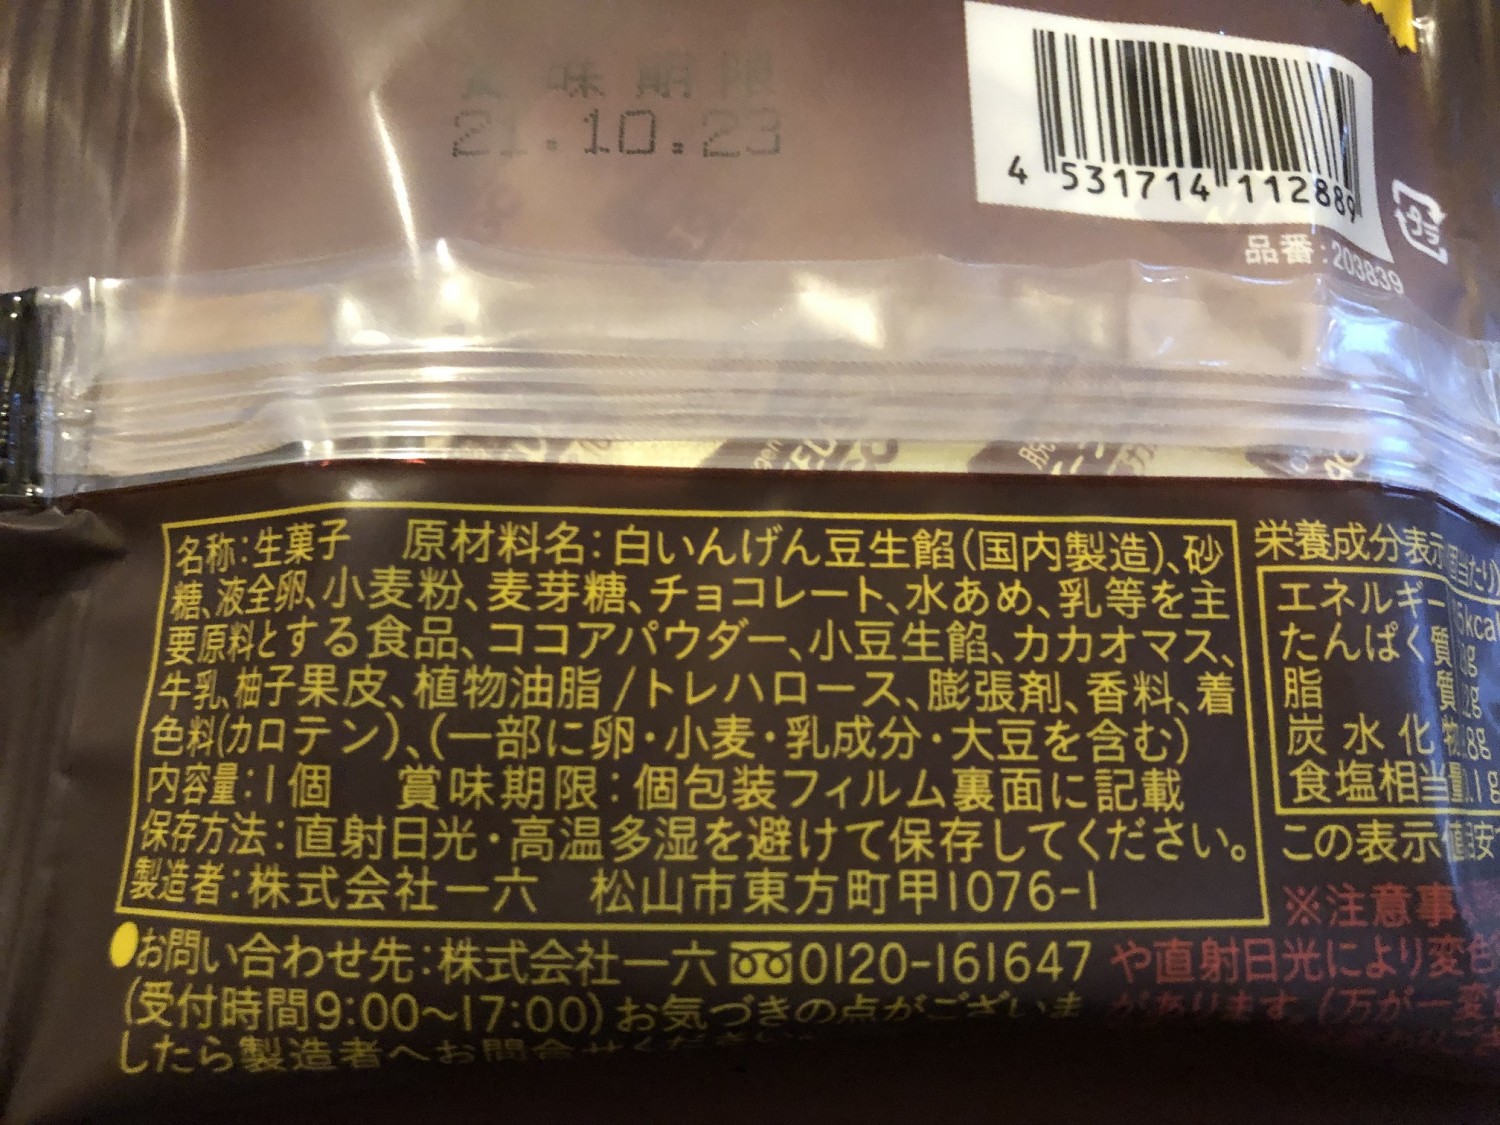 味期限
21.10.23
4 531714 112889
品番:203839
名称:生菓子 原材料名:白いんげん豆生餡(国内製造)、砂
糖、液全卵、小麦粉、麦芽糖、チョコレート、水あめ、乳等を主
要原料とする食品、ココアパウダー、小豆生餡、カカオマス、
牛乳、柚子果皮、植物油脂/トレハロース、膨張剤、香料、着
色料(カロテン)、(一部に卵・小麦・乳成分・大豆を含む)
内容量:1個 賞味期限:個包装フィルム裏面に記載
保存方法:直射日光・高温多湿を避けて保存してください。
製造者:株式会社一六 松山市東方町甲1076-1
●お問い合わせ先:株式会社一六 0120-161647
(受付時間9:00〜17:00)お気づきの点がございま
したら製造者へお問合せください
栄養成分表示
エネルギー
たんぱく質
脂質
炭水化物
食塩相当量
この表示値
※注意事
や直射日光により変色
があります。(万が一変